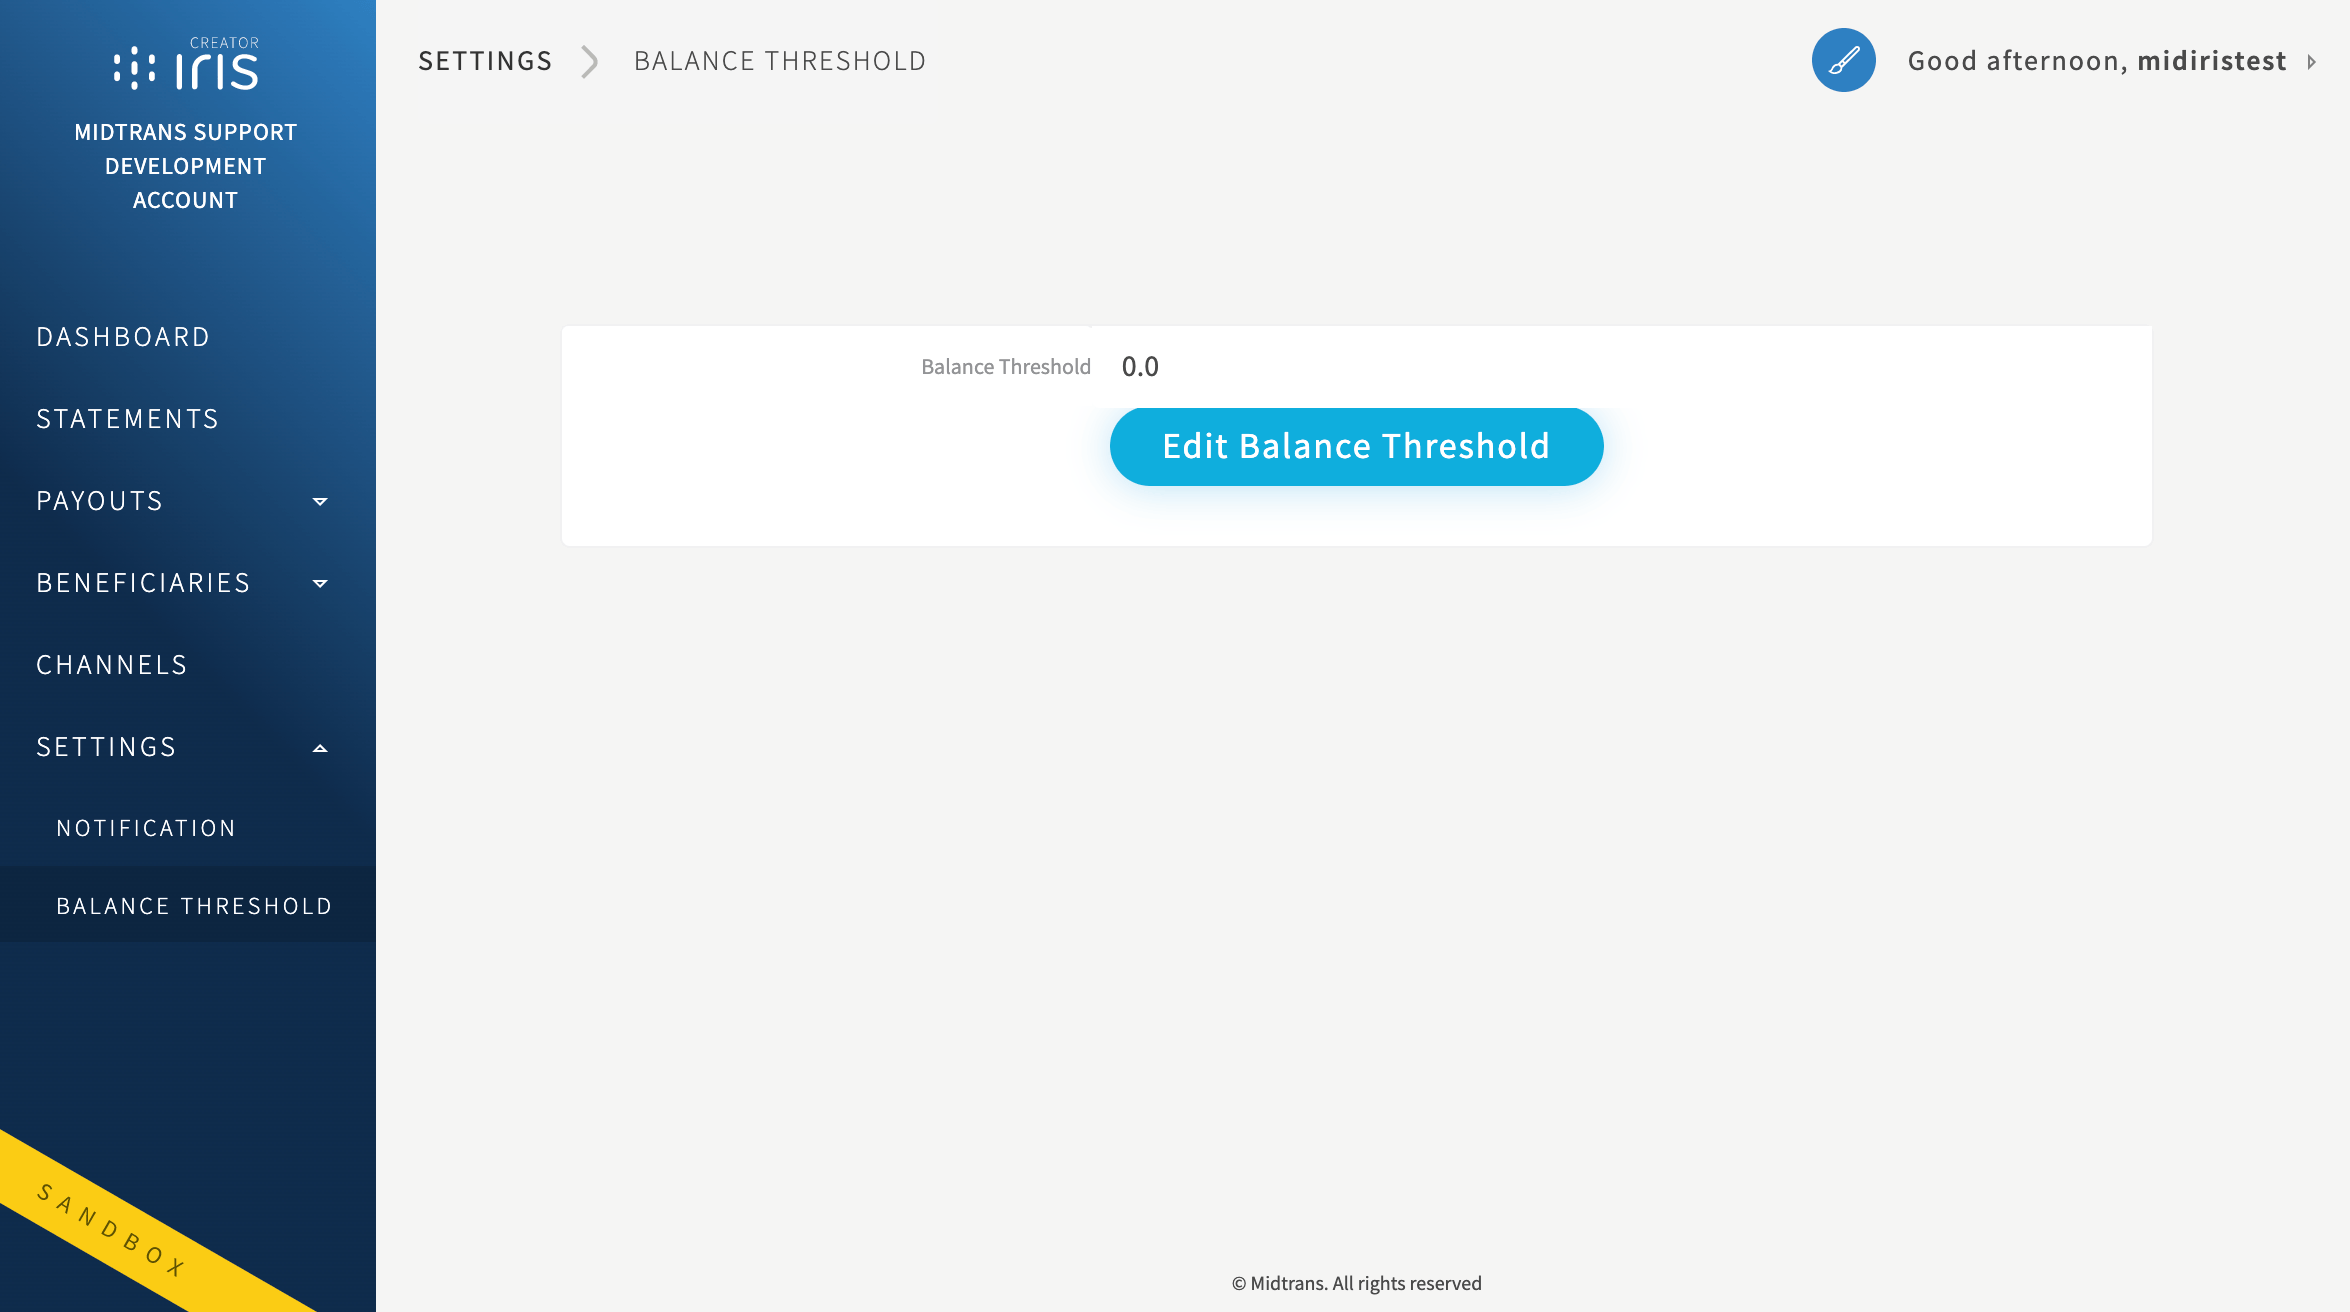 CREATOR
iris
MIDTRANS SUPPORT
DEVELOPMENT
ACCOUNT
DASHBOARD
STATEMENTS
PAYOUTS
BENEFICIARIES
CHANNELS
SETTINGS
NOTIFICATION
BALANCE THRESHOLD
SANDBOX
SETTINGS
BALANCE THRESHOLD
Good afternoon, midiristest
Balance Threshold 0.0
Edit Balance Threshold
© Midtrans. All rights reserved